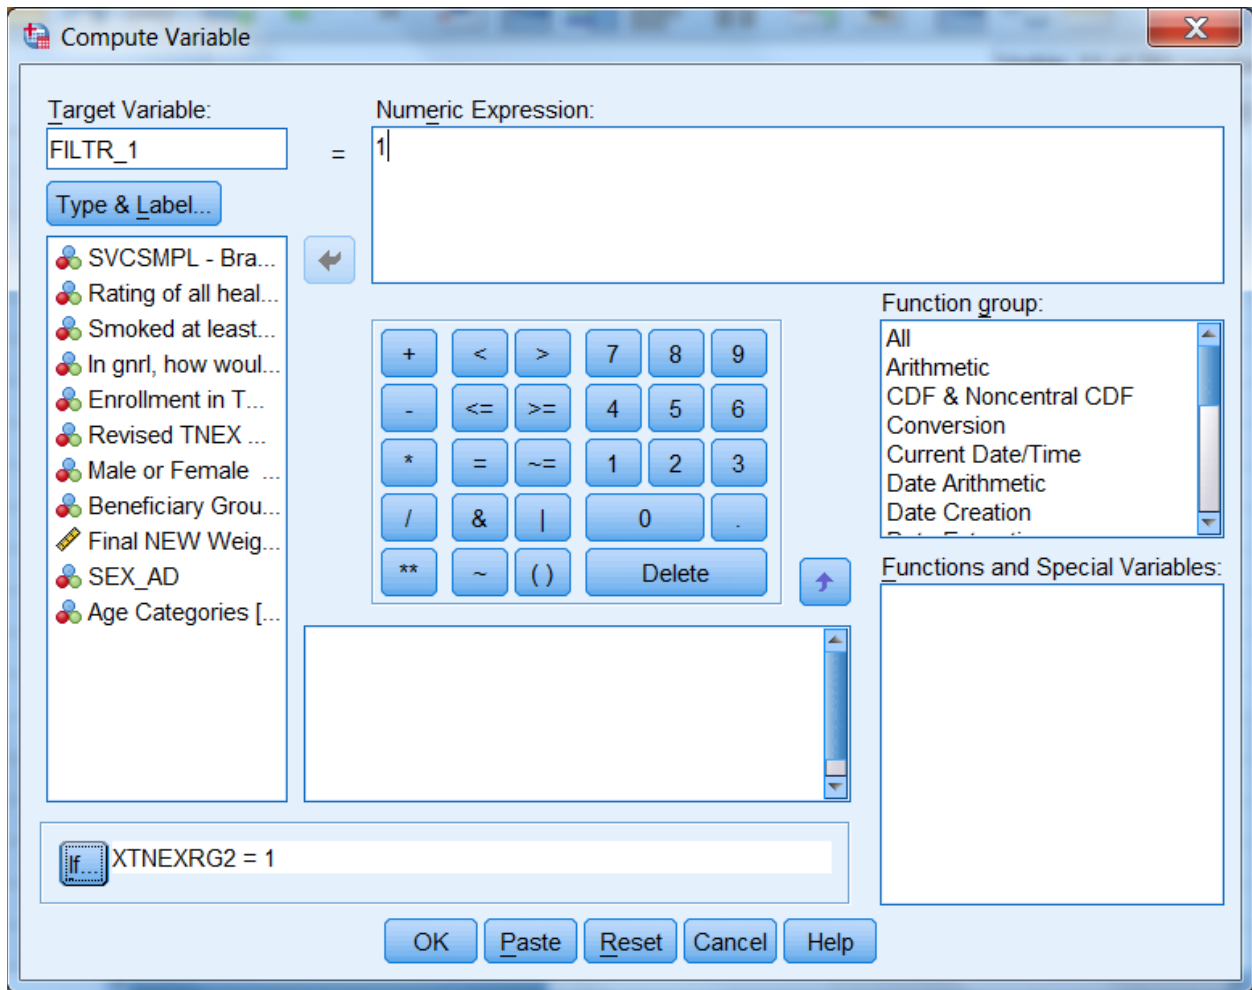 Compute Variable
Target Variable:
FILTR_1
=
Numeric Expression:
1
Type & Label...
SVCSMPL - Bra...
Rating of all heal...
Smoked at least...
In gnrl, how woul...
Enrollment in T...
Revised TNEX ...
Male or Female ...
Beneficiary Grou...
Final NEW Weig...
SEX_AD
Age Categories [...
+ < > 7 8 9
- <= >= 4 5 6
* = ~= 1 2 3
/ & | 0 .
** ~ ( ) Delete
Function group:
All
Arithmetic
CDF & Noncentral CDF
Conversion
Current Date/Time
Date Arithmetic
Date Creation
Functions and Special Variables:
If... XTNEXRG2 = 1
OK Paste Reset Cancel Help